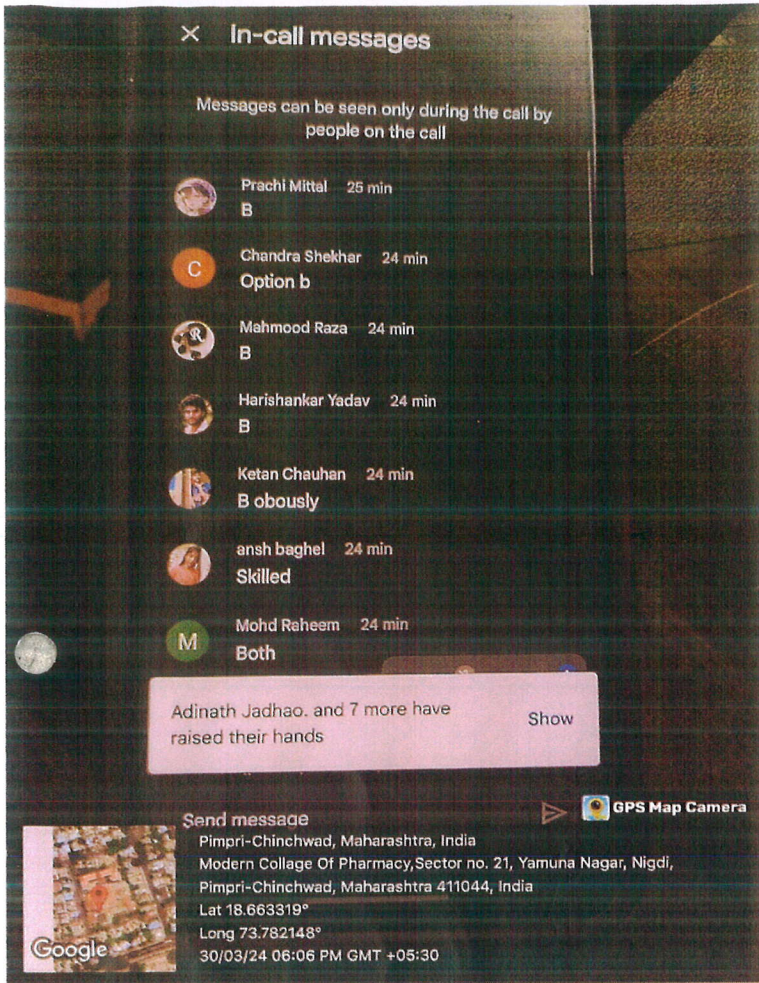 In-call messages
Messages can be seen only during the call by
people on the call
Prachi Mittal 25 min
B
C
Chandra Shekhar 24 min
Option b
R
Mahmood Raza 24 min
B
Harishankar Yadav 24 min
B
Ketan Chauhan 24 min
B obously
ansh baghel 24 min
Skilled
M
Mohd Raheem 24 min
Both
Adinath Jadhao. and 7 more have
raised their hands
Show
Send message
GPS Map Camera
Pimpri-Chinchwad, Maharashtra, India
Modern Collage Of Pharmacy,Sector no. 21, Yamuna Nagar, Nigdi,
Pimpri-Chinchwad, Maharashtra 411044, India
Lat 18.663319°
Long 73.782148°
30/03/24 06:06 PM GMT +05:30
Google